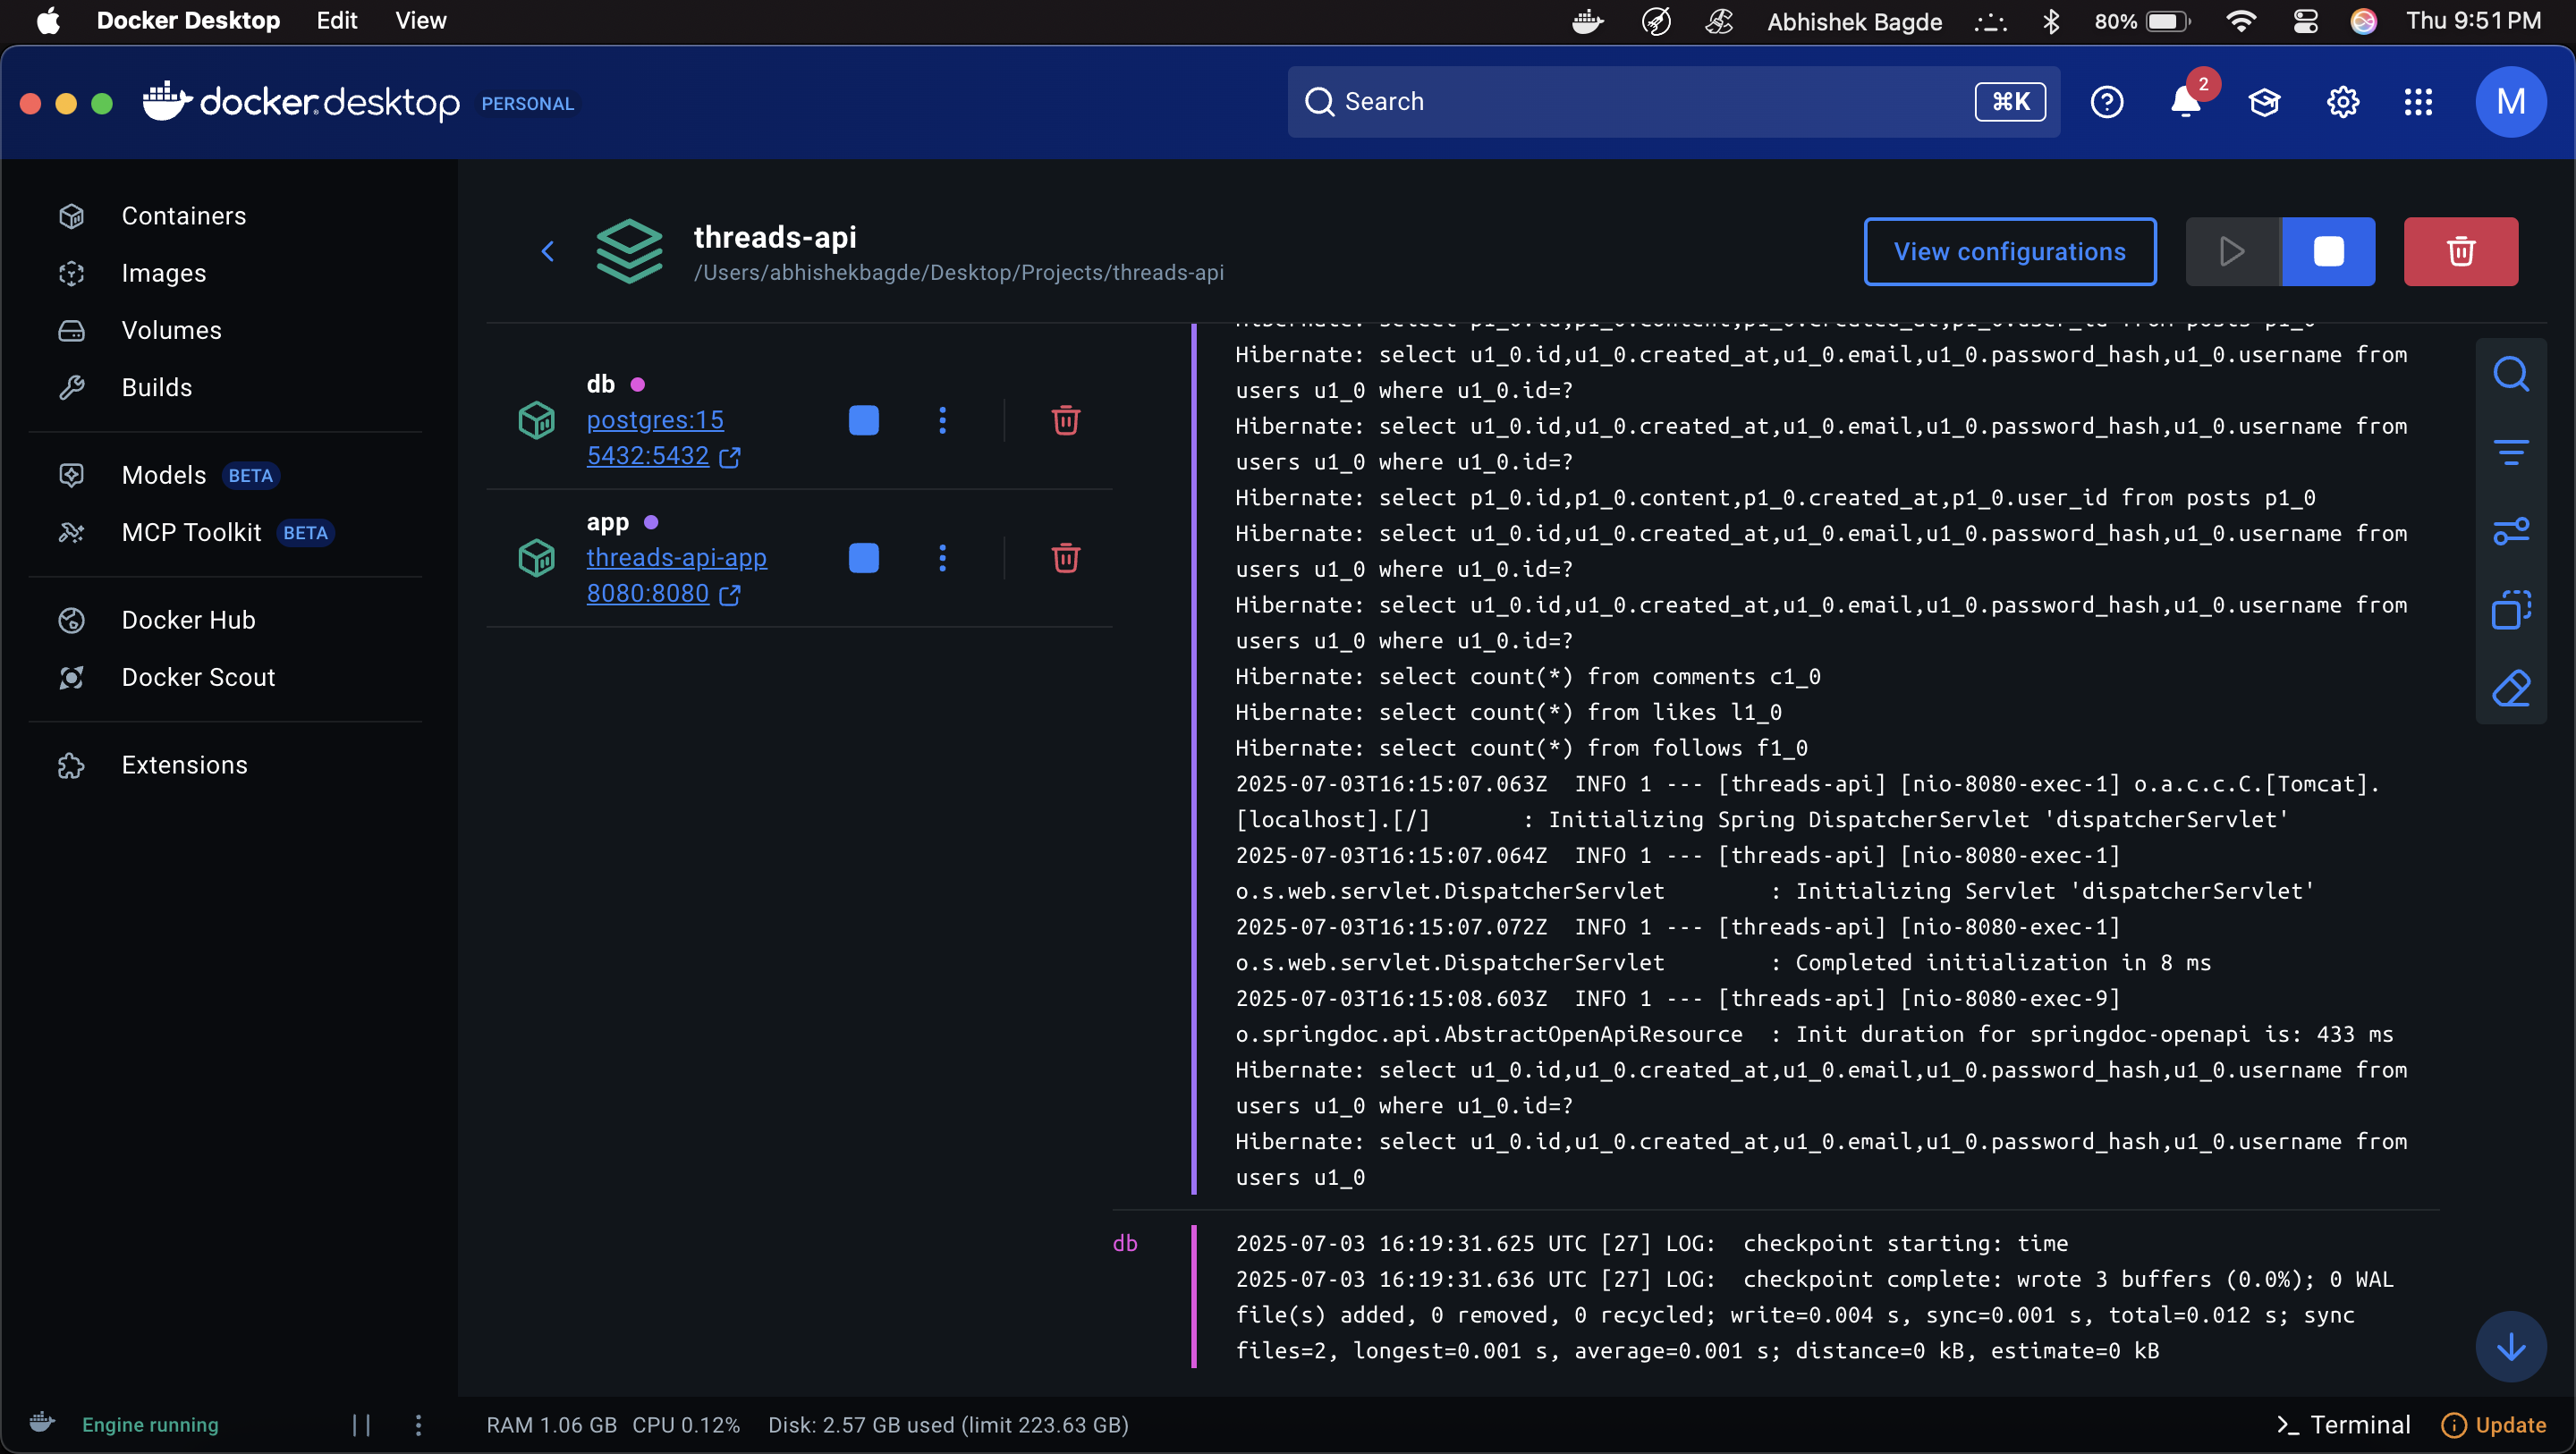 Docker Desktop Edit View Abhishek Bagde 80% Thu 9:51 PM
docker desktop PERSONAL Search ⌘K 2 M
Containers
Images
Volumes
Builds
Models BETA
MCP Toolkit BETA
Docker Hub
Docker Scout
Extensions
threads-api
/Users/abhishekbagde/Desktop/Projects/threads-api
View configurations
db
postgres:15
5432:5432
app
threads-api-app
8080:8080
Hibernate: select p1_0.id,p1_0.content,p1_0.created_at,p1_0.user_id from posts p1_0
Hibernate: select u1_0.id,u1_0.created_at,u1_0.email,u1_0.password_hash,u1_0.username from
users u1_0 where u1_0.id=?
Hibernate: select u1_0.id,u1_0.created_at,u1_0.email,u1_0.password_hash,u1_0.username from
users u1_0 where u1_0.id=?
Hibernate: select p1_0.id,p1_0.content,p1_0.created_at,p1_0.user_id from posts p1_0
Hibernate: select u1_0.id,u1_0.created_at,u1_0.email,u1_0.password_hash,u1_0.username from
users u1_0 where u1_0.id=?
Hibernate: select u1_0.id,u1_0.created_at,u1_0.email,u1_0.password_hash,u1_0.username from
users u1_0 where u1_0.id=?
Hibernate: select count(*) from comments c1_0
Hibernate: select count(*) from likes l1_0
Hibernate: select count(*) from follows f1_0
2025-07-03T16:15:07.063Z  INFO 1 --- [threads-api] [nio-8080-exec-1] o.a.c.c.C.[Tomcat].
[localhost].[/]       : Initializing Spring DispatcherServlet 'dispatcherServlet'
2025-07-03T16:15:07.064Z  INFO 1 --- [threads-api] [nio-8080-exec-1]
o.s.web.servlet.DispatcherServlet        : Initializing Servlet 'dispatcherServlet'
2025-07-03T16:15:07.072Z  INFO 1 --- [threads-api] [nio-8080-exec-1]
o.s.web.servlet.DispatcherServlet        : Completed initialization in 8 ms
2025-07-03T16:15:08.603Z  INFO 1 --- [threads-api] [nio-8080-exec-9]
o.springdoc.api.AbstractOpenApiResource  : Init duration for springdoc-openapi is: 433 ms
Hibernate: select u1_0.id,u1_0.created_at,u1_0.email,u1_0.password_hash,u1_0.username from
users u1_0 where u1_0.id=?
Hibernate: select u1_0.id,u1_0.created_at,u1_0.email,u1_0.password_hash,u1_0.username from
users u1_0
db
2025-07-03 16:19:31.625 UTC [27] LOG:  checkpoint starting: time
2025-07-03 16:19:31.636 UTC [27] LOG:  checkpoint complete: wrote 3 buffers (0.0%); 0 WAL
file(s) added, 0 removed, 0 recycled; write=0.004 s, sync=0.001 s, total=0.012 s; sync
files=2, longest=0.001 s, average=0.001 s; distance=0 kB, estimate=0 kB
Engine running RAM 1.06 GB CPU 0.12% Disk: 2.57 GB used (limit 223.63 GB) >_ Terminal Update